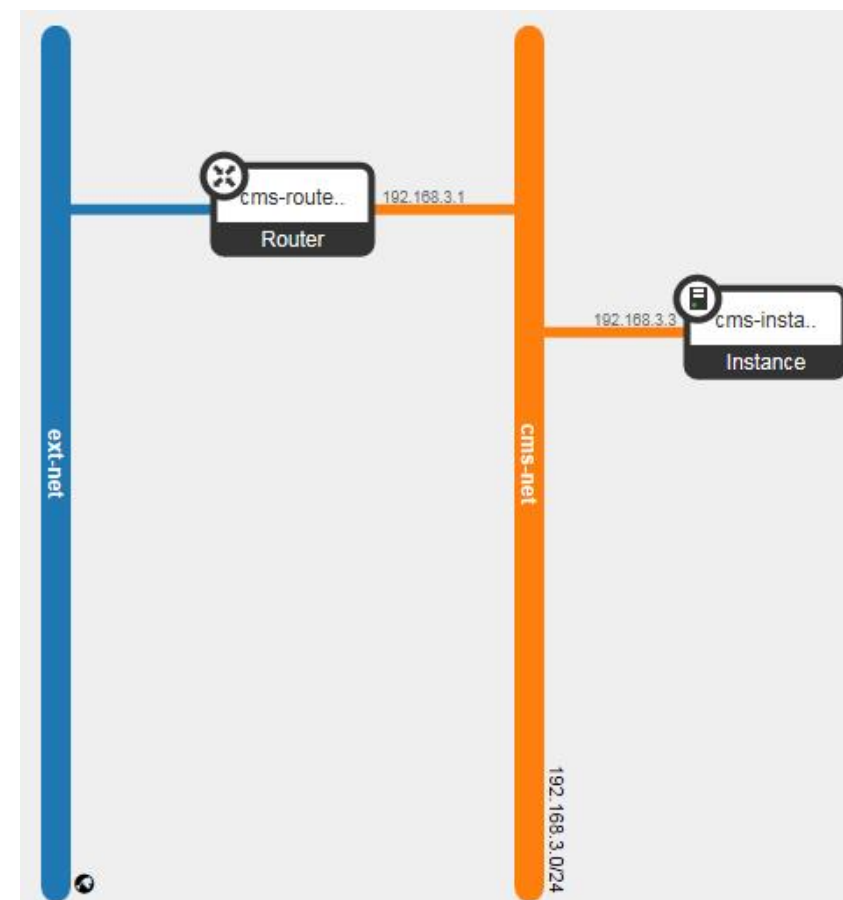 cms-route..
Router
192.168.3.1
192.168.3.3
cms-insta..
Instance
ext-net
cms-net
192.168.3.0/24